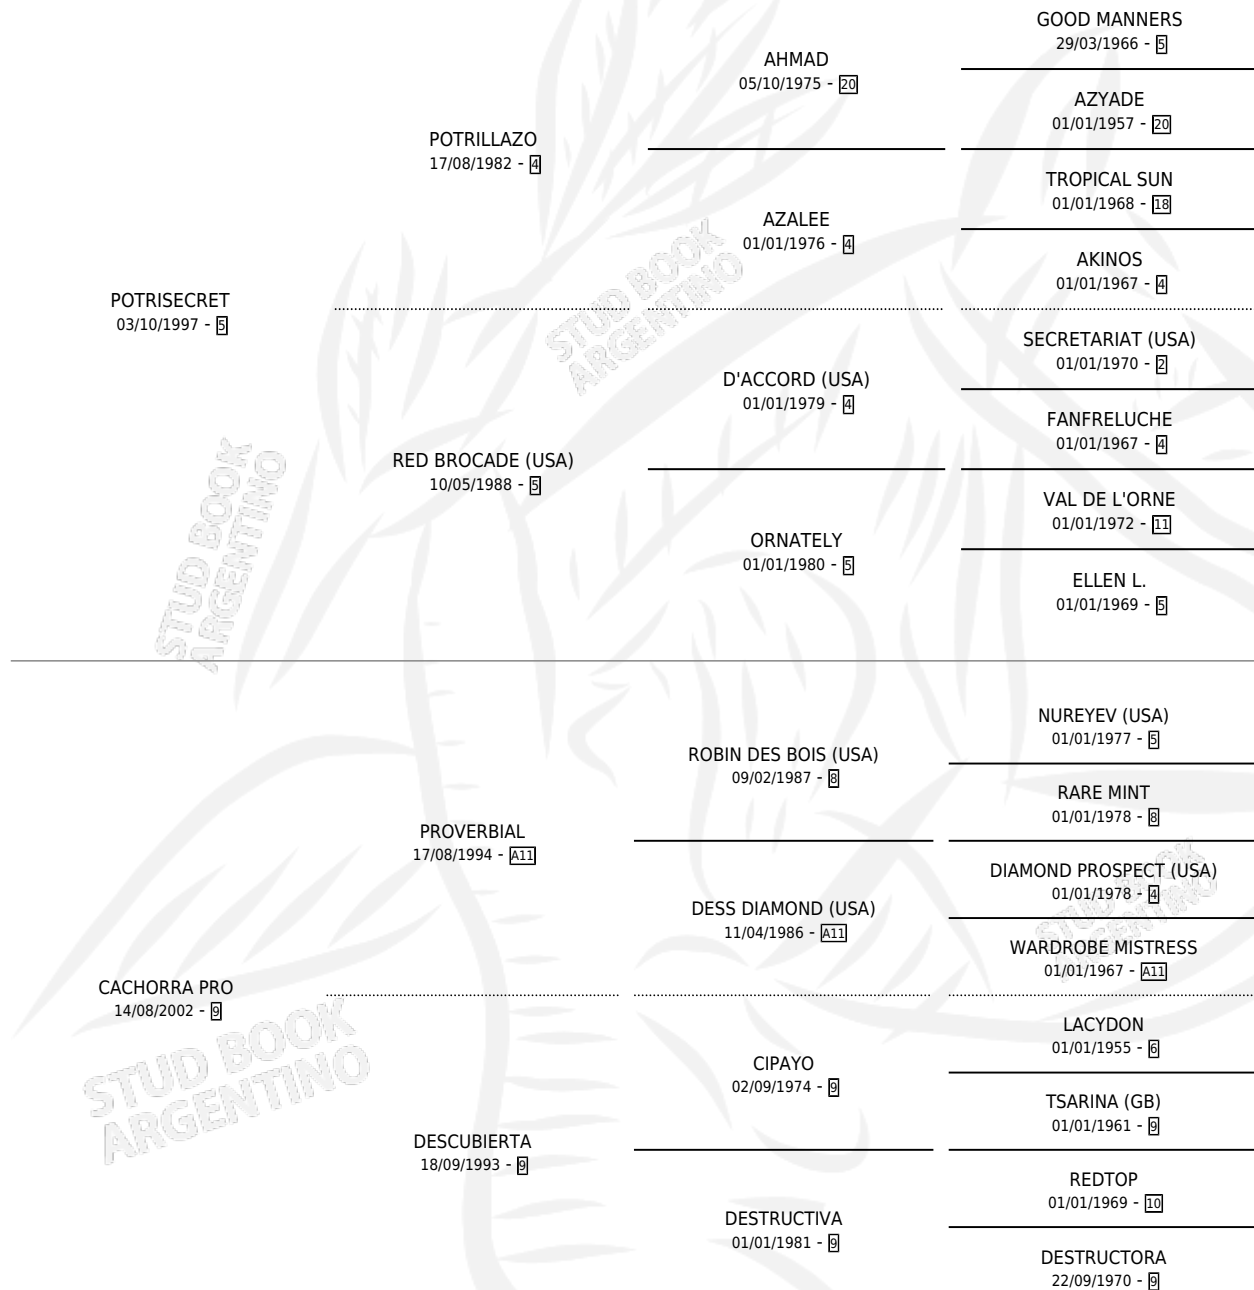 GOOD MANNERS
29/03/1966 - 5
AHMAD
05/10/1975 - 20
AZYADE
01/01/1957 - 20
POTRILLAZO
17/08/1982 - 4
TROPICAL SUN
01/01/1968 - 18
AZALEE
01/01/1976 - 4
AKINOS
01/01/1967 - 4
POTRISECRET
03/10/1997 - 5
SECRETARIAT (USA)
01/01/1970 - 2
D'ACCORD (USA)
01/01/1979 - 4
FANFRELUCHE
01/01/1967 - 4
RED BROCADE (USA)
10/05/1988 - 5
VAL DE L'ORNE
01/01/1972 - 11
ORNATELY
01/01/1980 - 5
ELLEN L.
01/01/1969 - 5
NUREYEV (USA)
01/01/1977 - 5
ROBIN DES BOIS (USA)
09/02/1987 - 8
RARE MINT
01/01/1978 - 8
PROVERBIAL
17/08/1994 - A11
DIAMOND PROSPECT (USA)
01/01/1978 - 4
DESS DIAMOND (USA)
11/04/1986 - A11
WARDROBE MISTRESS
01/01/1967 - A11
CACHORRA PRO
14/08/2002 - 9
LACYDON
01/01/1955 - 6
CIPAYO
02/09/1974 - 9
TSARINA (GB)
01/01/1961 - 9
DESCUBIERTA
18/09/1993 - 9
REDTOP
01/01/1969 - 10
DESTRUCTIVA
01/01/1981 - 9
DESTRUCTORA
22/09/1970 - 9
STUD BOOK
ARGENTINO
STUD BOOK
ARGENTINO
STUD BOOK
ARGENTINO
STUD BOOK
ARGENTINO